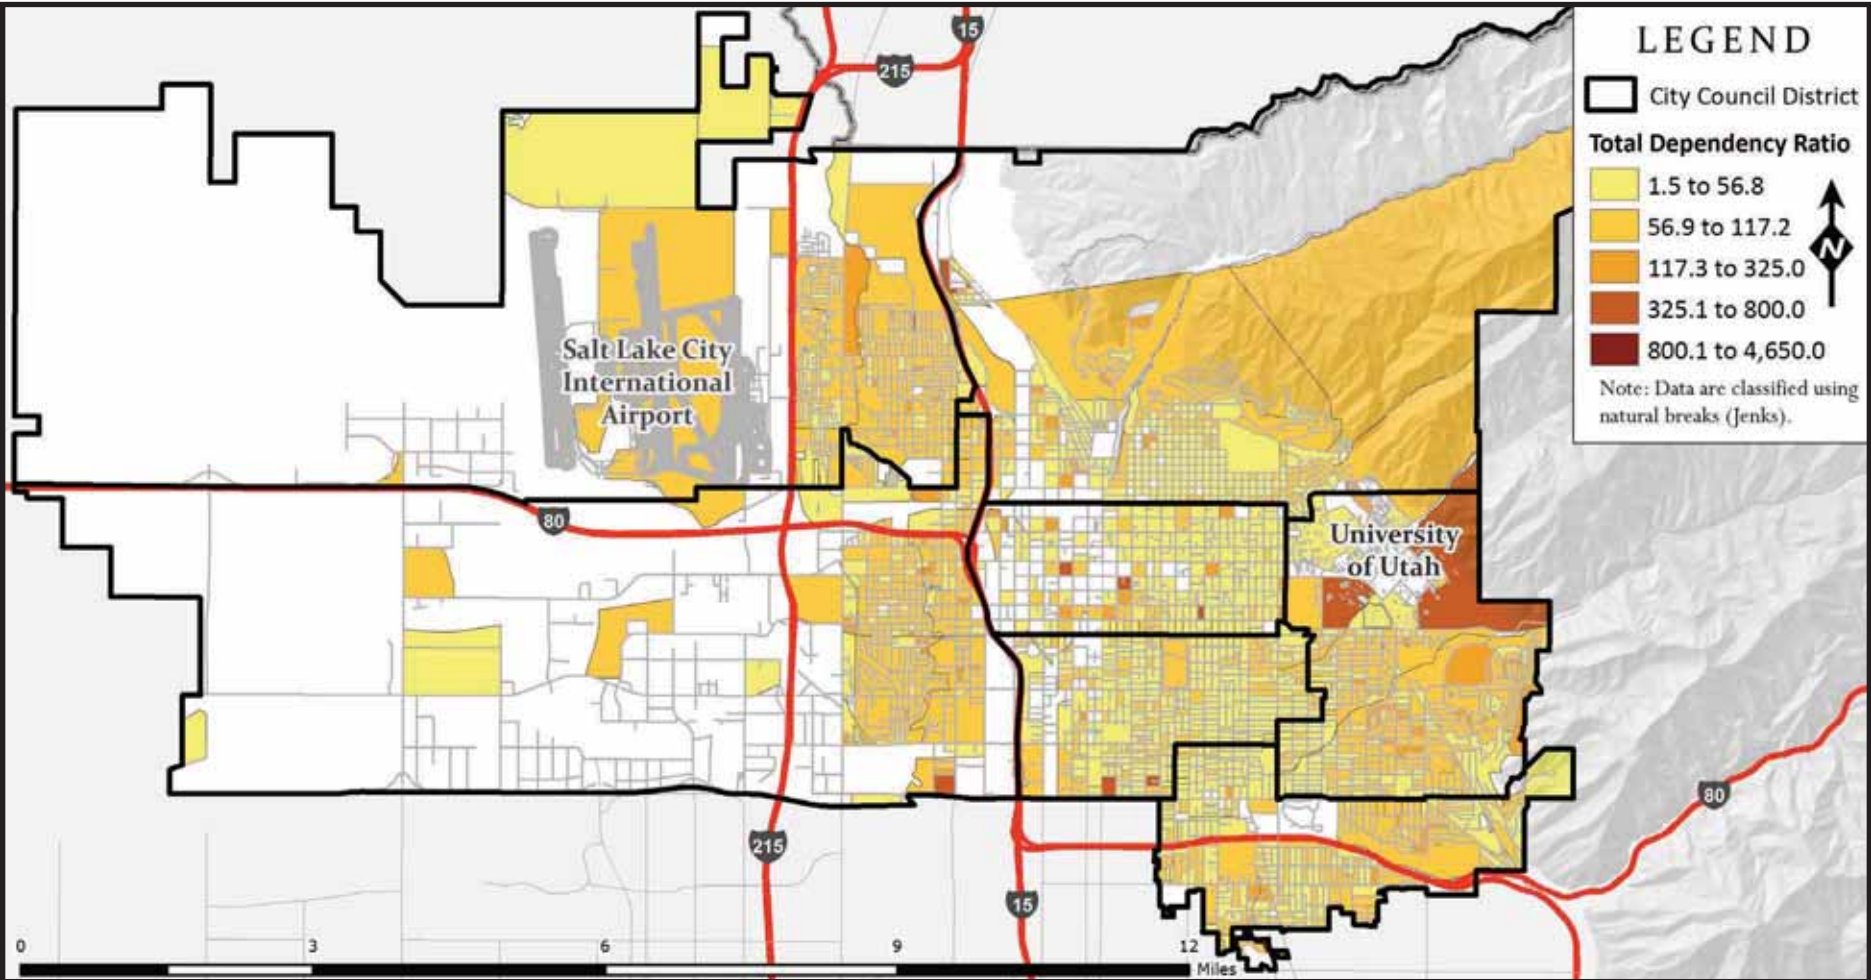 15
215
LEGEND
City Council District
Total Dependency Ratio
1.5 to 56.8
56.9 to 117.2
117.3 to 325.0
325.1 to 800.0
800.1 to 4,650.0
N
Note: Data are classified using
natural breaks (Jenks).
Salt Lake City
International
Airport
80
University
of Utah
80
215
15
0 3 6 9 12
Miles